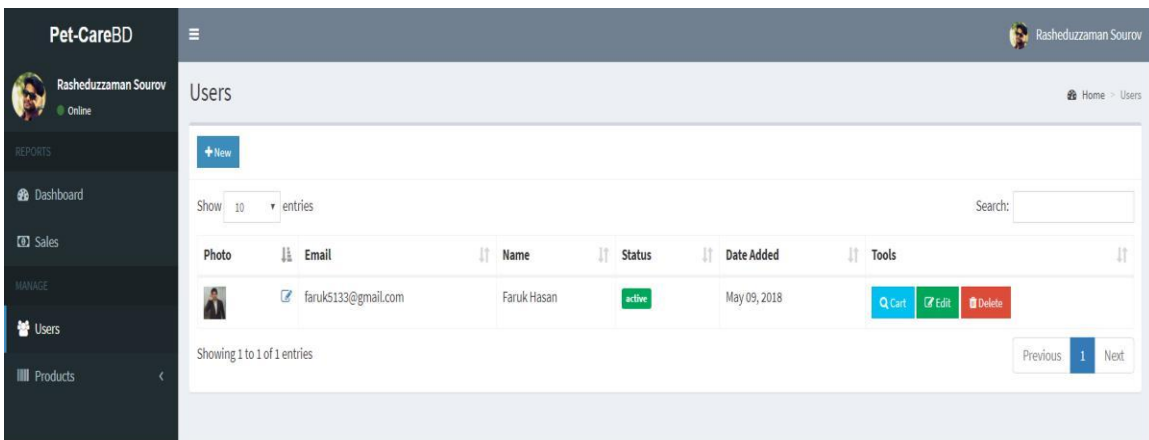 Pet-CareBD
Rasheduzzaman Sourov
Rasheduzzaman Sourov
Online
Users
Home > Users
REPORTS
+New
Dashboard
Show 10 entries
Search:
Sales
Photo Email Name Status Date Added Tools
MANAGE
faruk5133@gmail.com Faruk Hasan active May 09, 2018 Cart Edit Delete
Users
Showing 1 to 1 of 1 entries
Previous 1 Next
Products